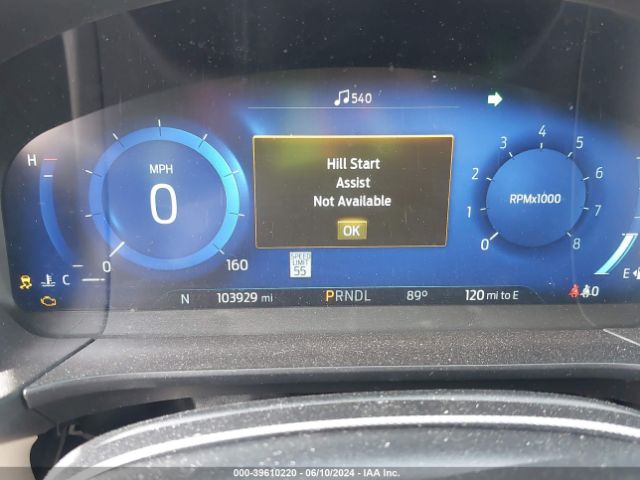 540
H
MPH
0
0
160
C
Hill Start
Assist
Not Available
OK
SPEED
LIMIT
55
0
1
2
3
4
5
6
7
8
RPMx1000
E
N
103929 mi
PRNDL
89°
120 mi to E
000-39610220 - 06/10/2024 - IAA Inc.